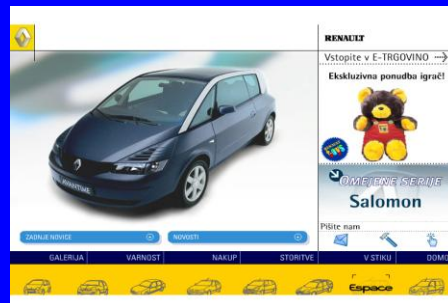 RENAULT
Vstopite v E-TRGOVINO
Ekskluzivna ponudba igrač!
OMEJENE SERIJE
Salomon
Pišite nam
ZADNJE NOVICE
NOVOSTI
GALERIJA VARNOST NAKUP STORITVE V STIKU DOMOV
Espace